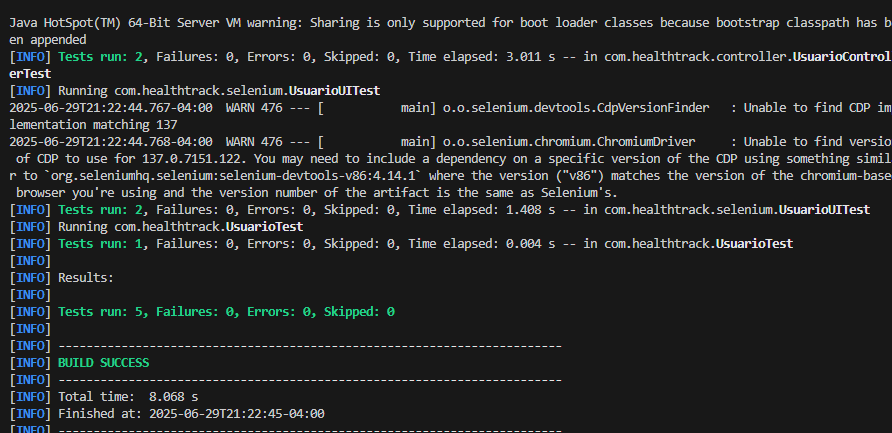 Java HotSpot(TM) 64-Bit Server VM warning: Sharing is only supported for boot loader classes because bootstrap classpath has b
en appended
[INFO] Tests run: 2, Failures: 0, Errors: 0, Skipped: 0, Time elapsed: 3.011 s -- in com.healthtrack.controller.UsuarioControl
erTest
[INFO] Running com.healthtrack.selenium.UsuarioUITest
2025-06-29T21:22:44.767-04:00  WARN 476 --- [           main] o.o.selenium.devtools.CdpVersionFinder   : Unable to find CDP im
lementation matching 137
2025-06-29T21:22:44.768-04:00  WARN 476 --- [           main] o.o.selenium.chromium.ChromiumDriver     : Unable to find versio
 of CDP to use for 137.0.7151.122. You may need to include a dependency on a specific version of the CDP using something simil
r to `org.seleniumhq.selenium:selenium-devtools-v86:4.14.1` where the version ("v86") matches the version of the chromium-base
 browser you're using and the version number of the artifact is the same as Selenium's.
[INFO] Tests run: 2, Failures: 0, Errors: 0, Skipped: 0, Time elapsed: 1.408 s -- in com.healthtrack.selenium.UsuarioUITest
[INFO] Running com.healthtrack.UsuarioTest
[INFO] Tests run: 1, Failures: 0, Errors: 0, Skipped: 0, Time elapsed: 0.004 s -- in com.healthtrack.UsuarioTest
[INFO]
[INFO] Results:
[INFO]
[INFO] Tests run: 5, Failures: 0, Errors: 0, Skipped: 0
[INFO]
[INFO] ------------------------------------------------------------------------
[INFO] BUILD SUCCESS
[INFO] ------------------------------------------------------------------------
[INFO] Total time:  8.068 s
[INFO] Finished at: 2025-06-29T21:22:45-04:00
[INFO] ------------------------------------------------------------------------